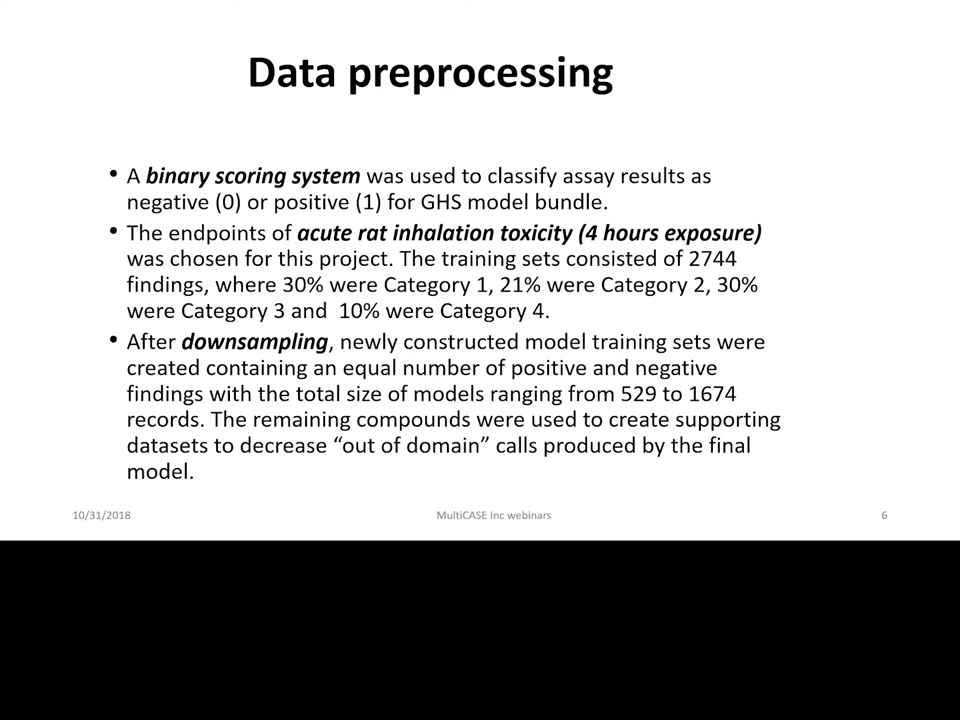 Data preprocessing
• A binary scoring system was used to classify assay results as
negative (0) or positive (1) for GHS model bundle.
• The endpoints of acute rat inhalation toxicity (4 hours exposure)
was chosen for this project. The training sets consisted of 2744
findings, where 30% were Category 1, 21% were Category 2, 30%
were Category 3 and  10% were Category 4.
• After downsampling, newly constructed model training sets were
created containing an equal number of positive and negative
findings with the total size of models ranging from 529 to 1674
records. The remaining compounds were used to create supporting
datasets to decrease “out of domain” calls produced by the final
model.
10/31/2018 MultiCASE Inc webinars 6